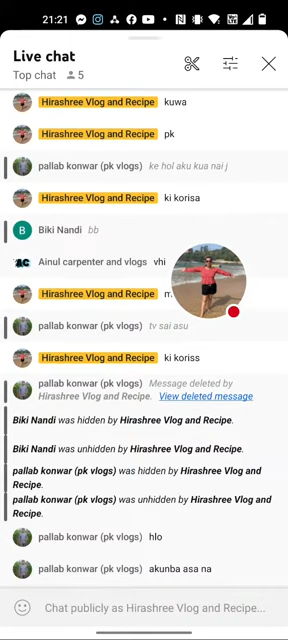 21:21
Live chat
Top chat 5
Hirashree Vlog and Recipe kuwa
Hirashree Vlog and Recipe pk
pallab konwar (pk vlogs) ke hol aku kua nai j
Hirashree Vlog and Recipe ki korisa
B Biki Nandi bb
AC Ainul carpenter and vlogs vhi
Hirashree Vlog and Recipe
pallab konwar (pk vlogs) tv sai asu
Hirashree Vlog and Recipe ki koriss
pallab konwar (pk vlogs) Message deleted by
Hirashree Vlog and Recipe. View deleted message
Biki Nandi was hidden by Hirashree Vlog and Recipe.
Biki Nandi was unhidden by Hirashree Vlog and Recipe.
pallab konwar (pk vlogs) was hidden by Hirashree Vlog and
Recipe.
pallab konwar (pk vlogs) was unhidden by Hirashree Vlog and
Recipe.
pallab konwar (pk vlogs) hlo
pallab konwar (pk vlogs) akunba asa na
Chat publicly as Hirashree Vlog and Recipe...